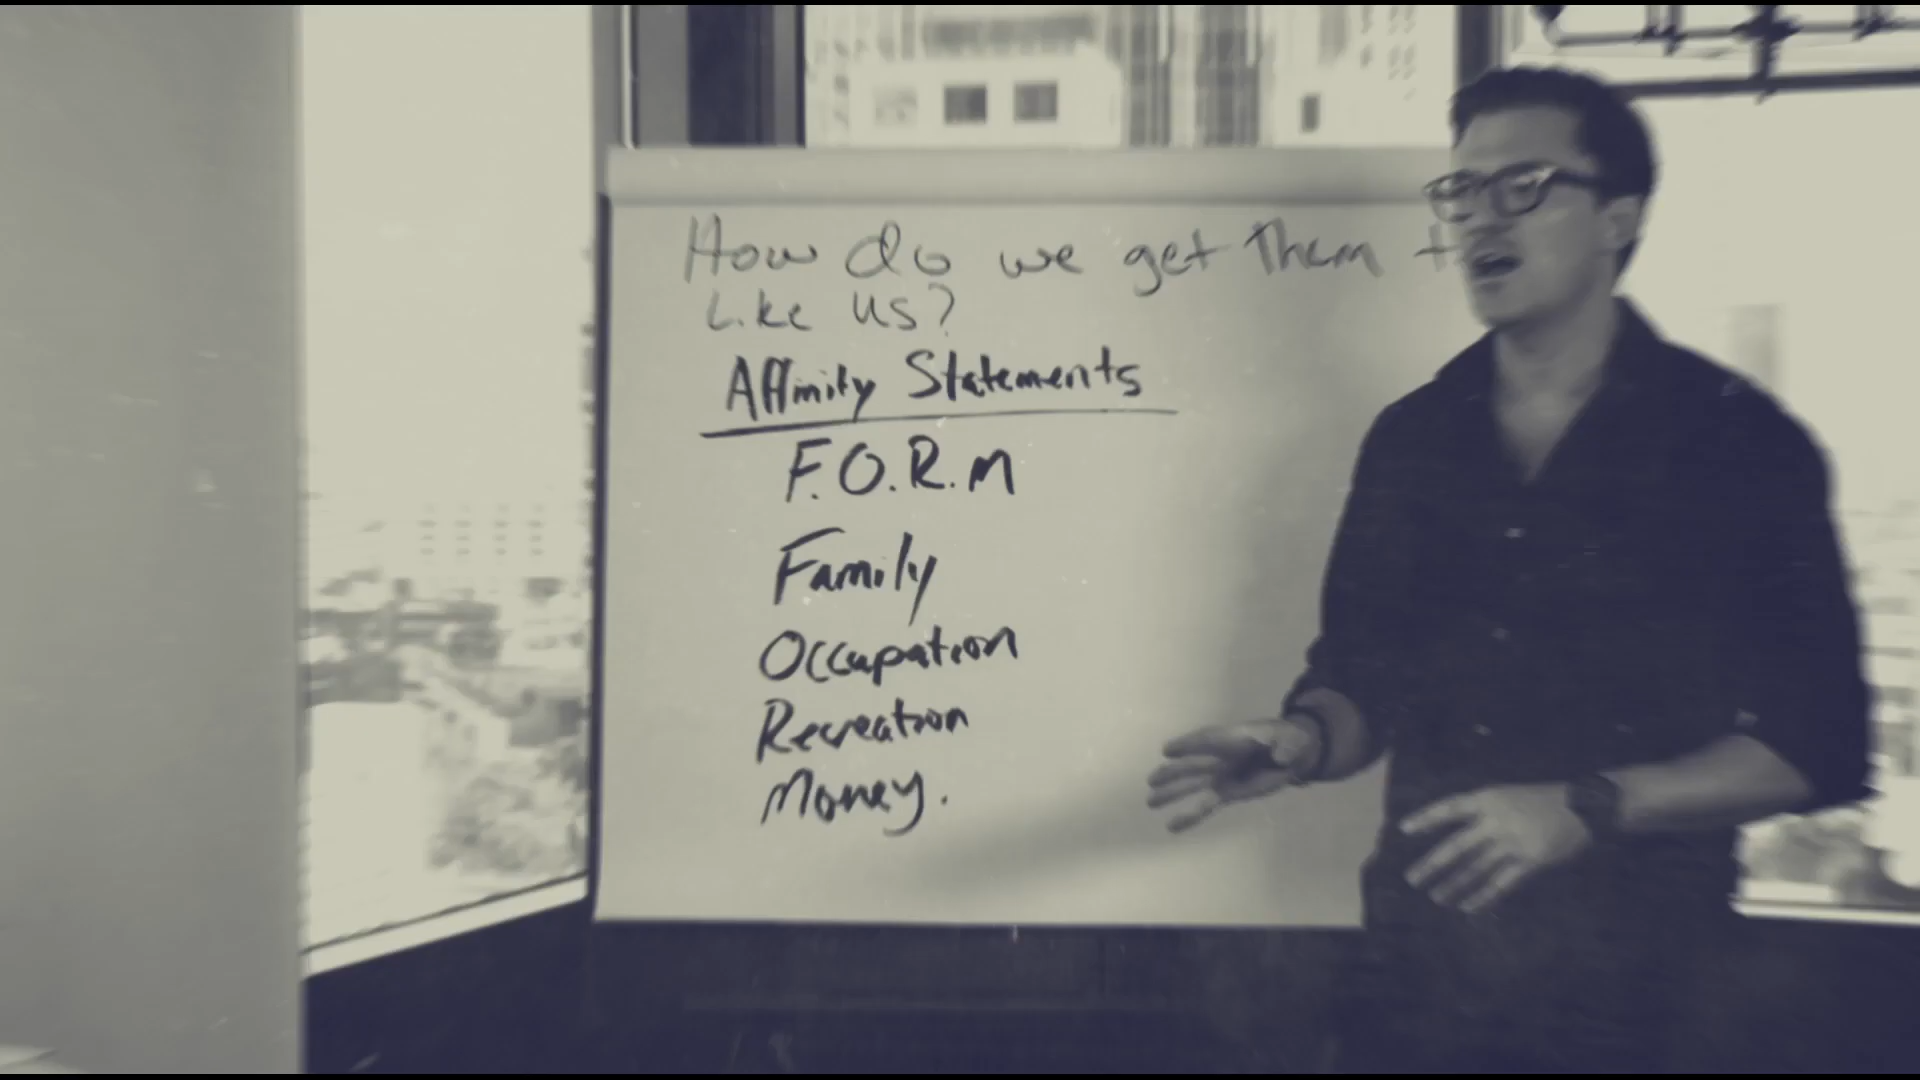 How do we get Them t
Like us?
Affinity Statements
F.O.R.M
Family
Occupation
Recreation
Money.